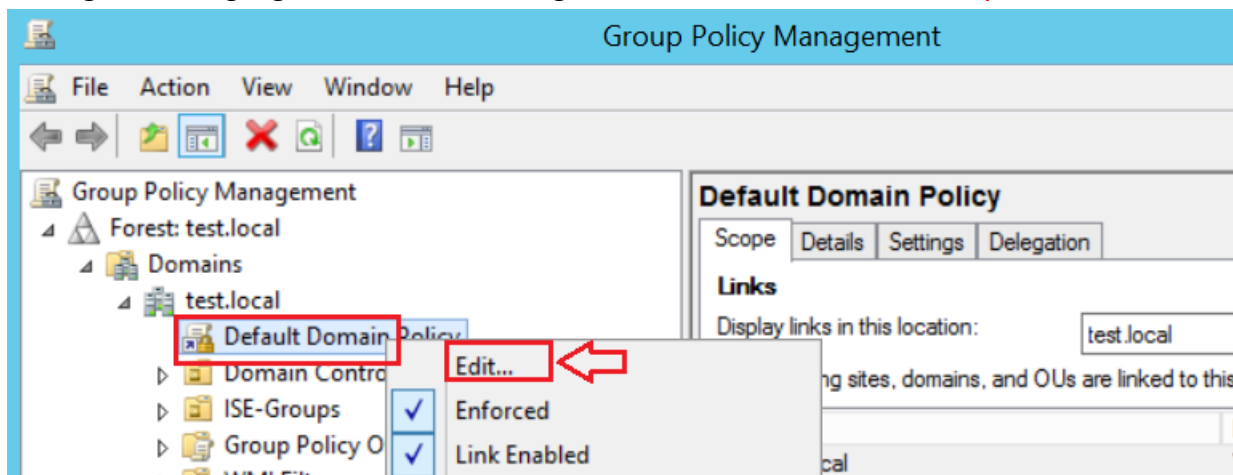 Group Policy Management
File Action View Window Help
Group Policy Management
Forest: test.local
Domains
test.local
Default Domain Policy
Domain Contro
ISE-Groups
Group Policy O
Edit...
Enforced
Link Enabled
Default Domain Policy
Scope Details Settings Delegation
Links
Display links in this location: test.local
ng sites, domains, and OUs are linked to this
cal